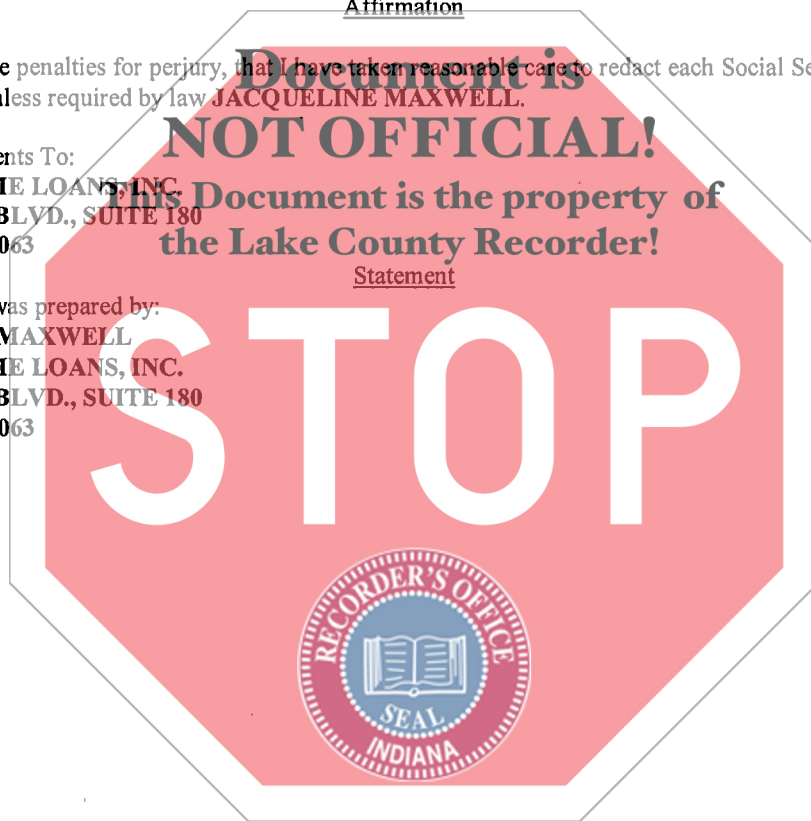 Affirmation
e penalties for perjury, that I have taken reasonable care to redact each Social Se
less required by law JACQUELINE MAXWELL.
Document is
NOT OFFICIAL!
This Document is the property of
the Lake County Recorder!
ents To:
IE LOANS, INC.
BLVD., SUITE 180
063
Statement
was prepared by:
MAXWELL
IE LOANS, INC.
BLVD., SUITE 180
063
STOP
RECORDER'S OFFICE
SEAL
INDIANA